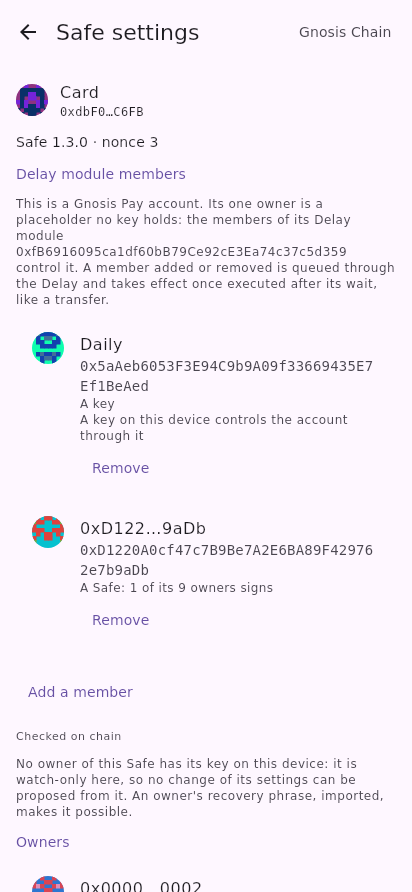 Safe settings
Gnosis Chain
Card
0xdbF0…C6FB
Safe 1.3.0 · nonce 3
Delay module members
This is a Gnosis Pay account. Its one owner is a
placeholder no key holds: the members of its Delay
module
0xfB6916095ca1df60bB79Ce92cE3Ea74c37c5d359
control it. A member added or removed is queued through
the Delay and takes effect once executed after its wait,
like a transfer.
Daily
0x5aAeb6053F3E94C9b9A09f33669435E7
Ef1BeAed
A key
A key on this device controls the account
through it
Remove
0xD122…9aDb
0xD1220A0cf47c7B9Be7A2E6BA89F42976
2e7b9aDb
A Safe: 1 of its 9 owners signs
Remove
Add a member
Checked on chain
No owner of this Safe has its key on this device: it is
watch-only here, so no change of its settings can be
proposed from it. An owner's recovery phrase, imported,
makes it possible.
Owners
0x0000…0002